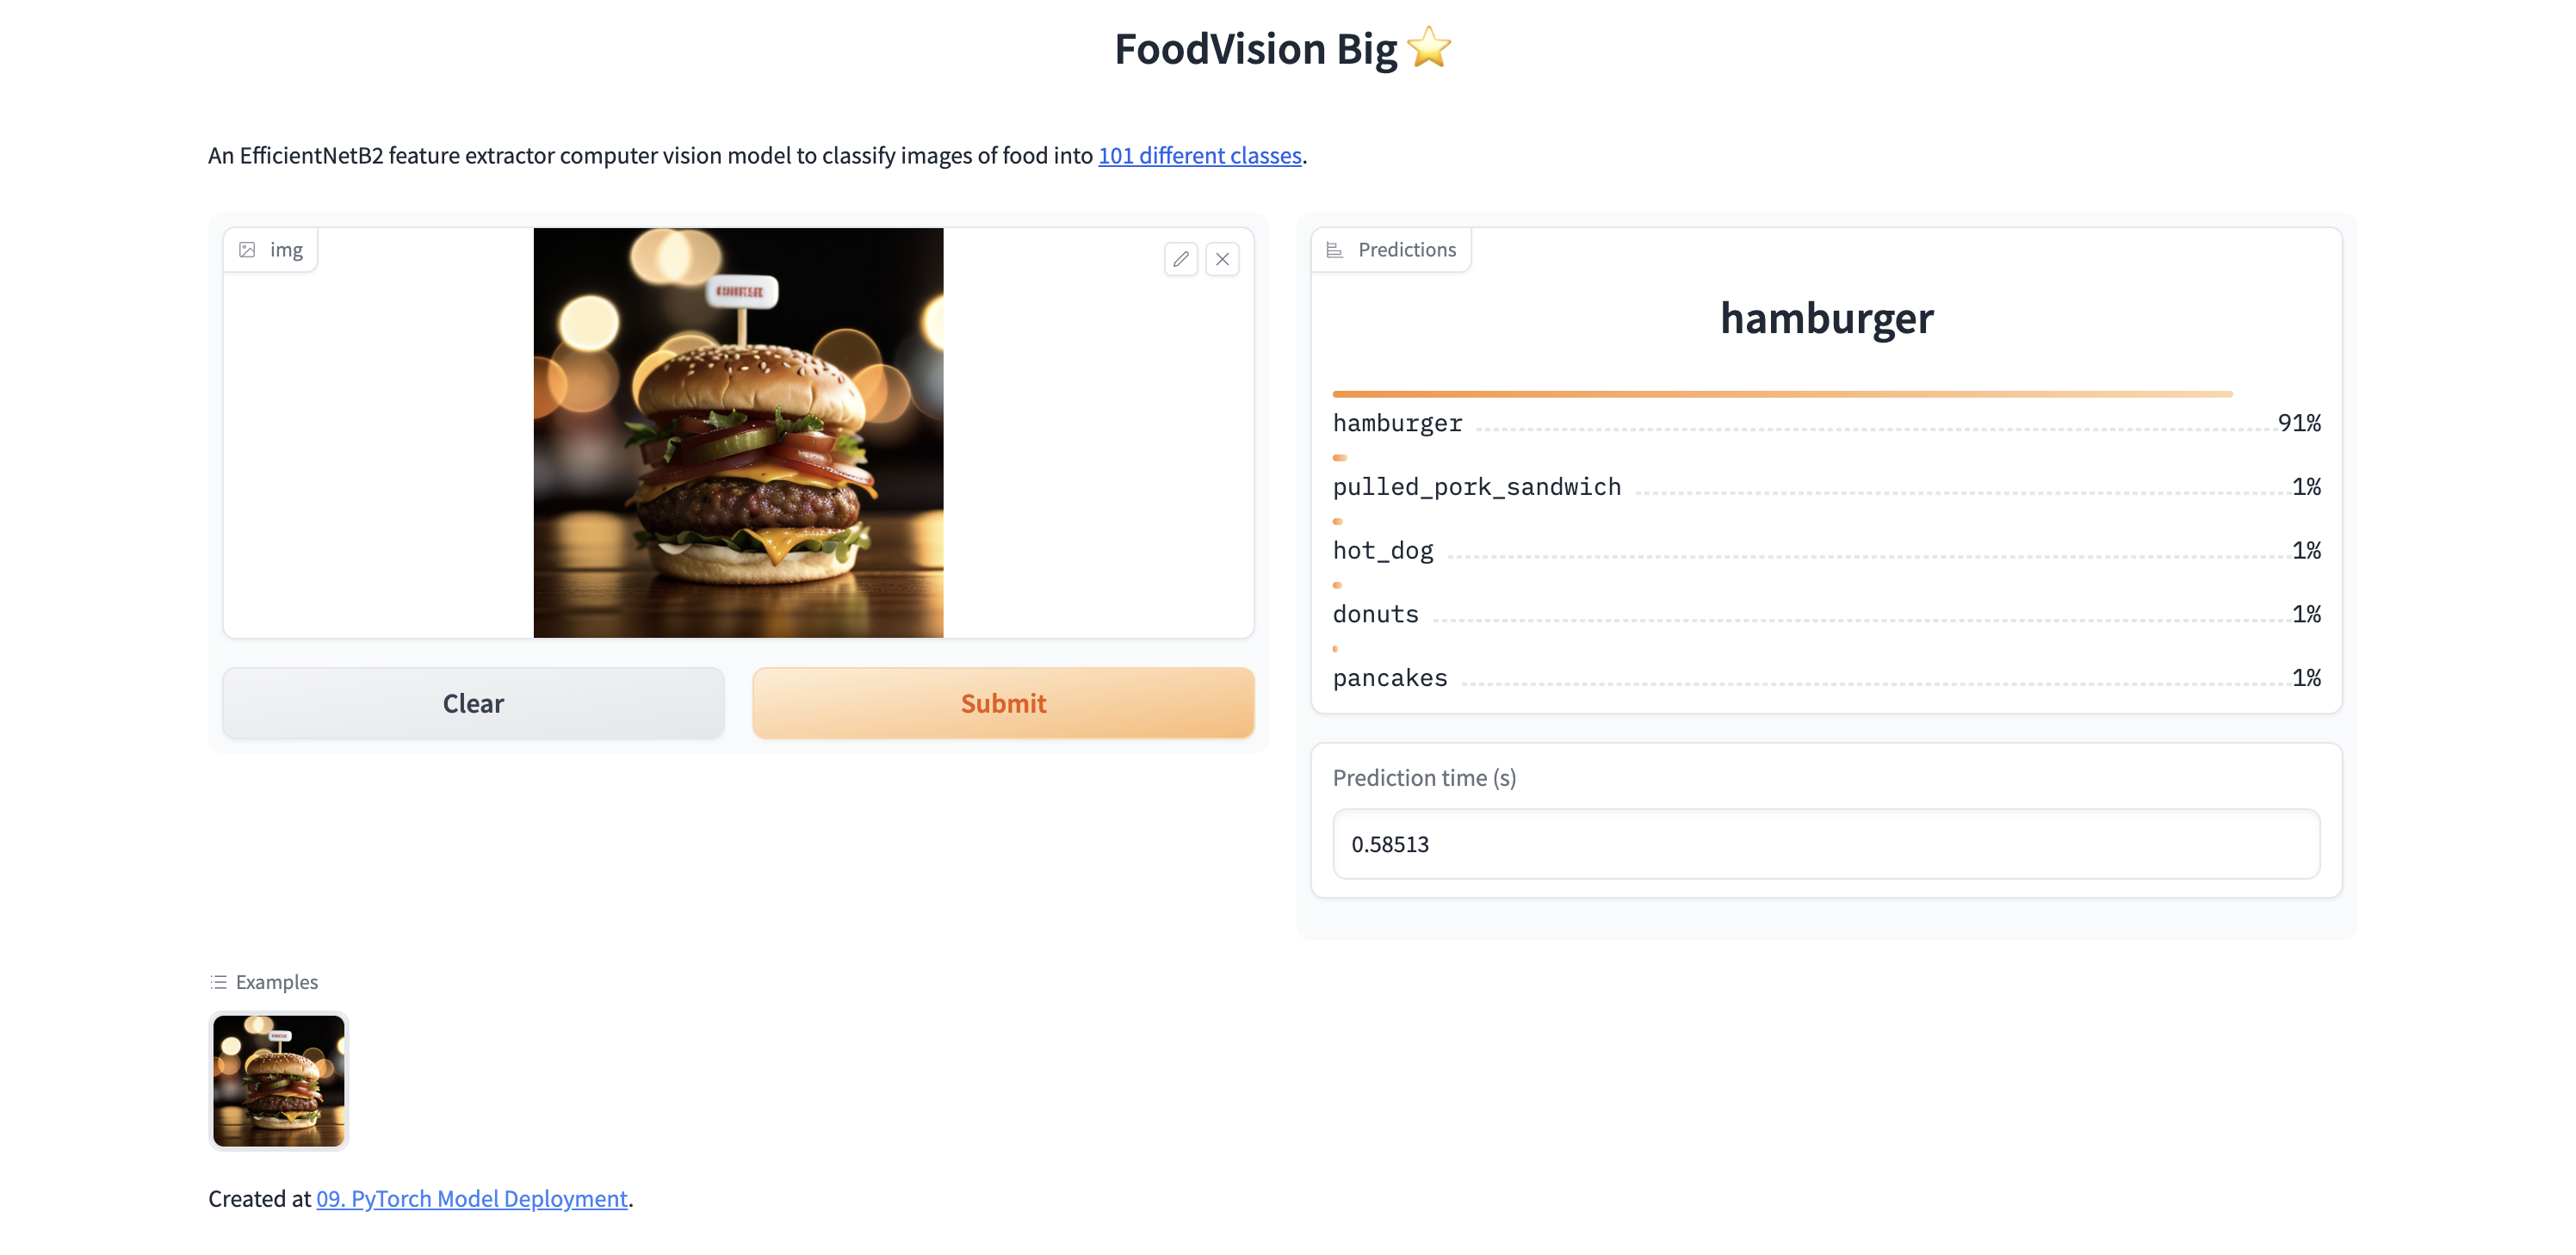 FoodVision Big ⭐
An EfficientNetB2 feature extractor computer vision model to classify images of food into 101 different classes.
img
Clear
Submit
Predictions
hamburger
hamburger 91%
pulled_pork_sandwich 1%
hot_dog 1%
donuts 1%
pancakes 1%
Prediction time (s)
0.58513
Examples
Created at 09. PyTorch Model Deployment.